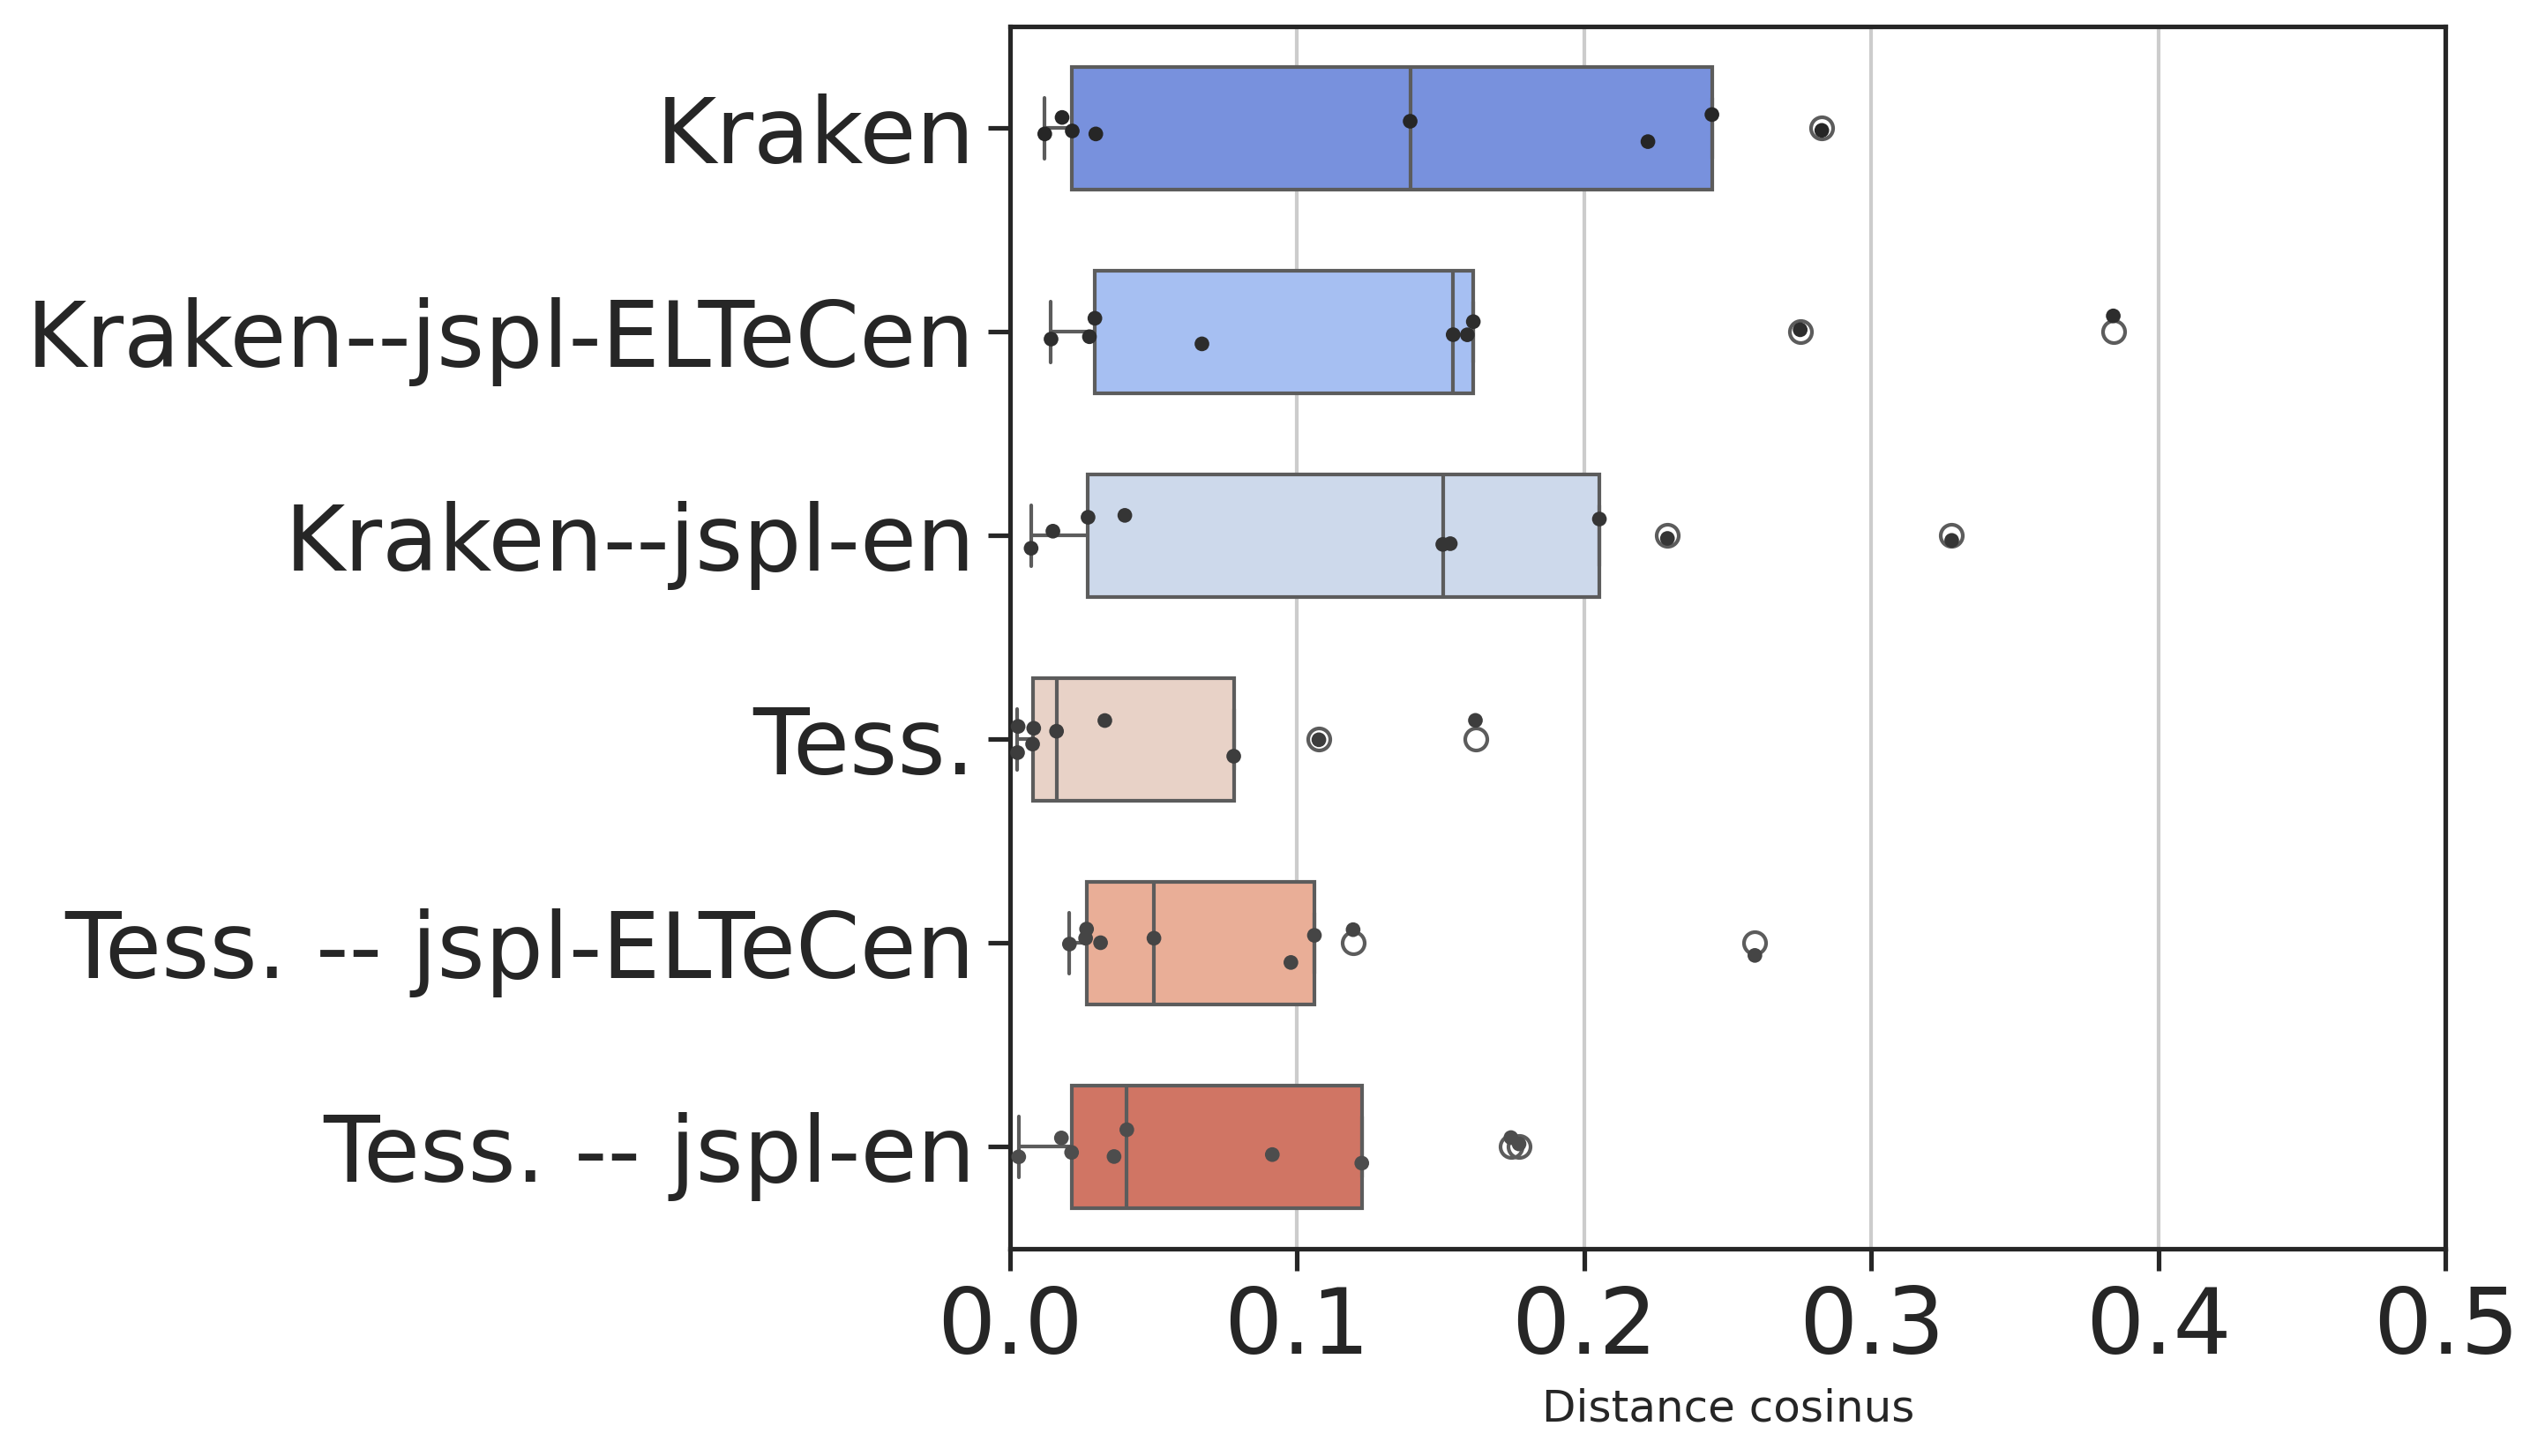 Kraken
Kraken--jspl-ELTeCen
Kraken--jspl-en
Tess.
Tess. -- jspl-ELTeCen
Tess. -- jspl-en
0.0 0.1 0.2 0.3 0.4 0.5
Distance cosinus